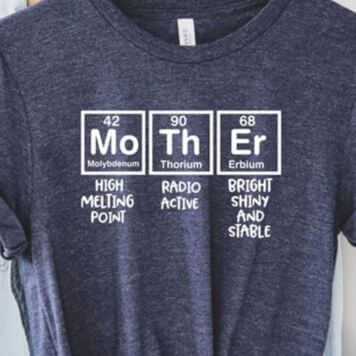 42 90 68
Mo Th Er
Molybdenum Thorium Erbium
HIGH
MELTING
POINT
RADIO
ACTIVE
BRIGHT
SHINY
AND
STABLE